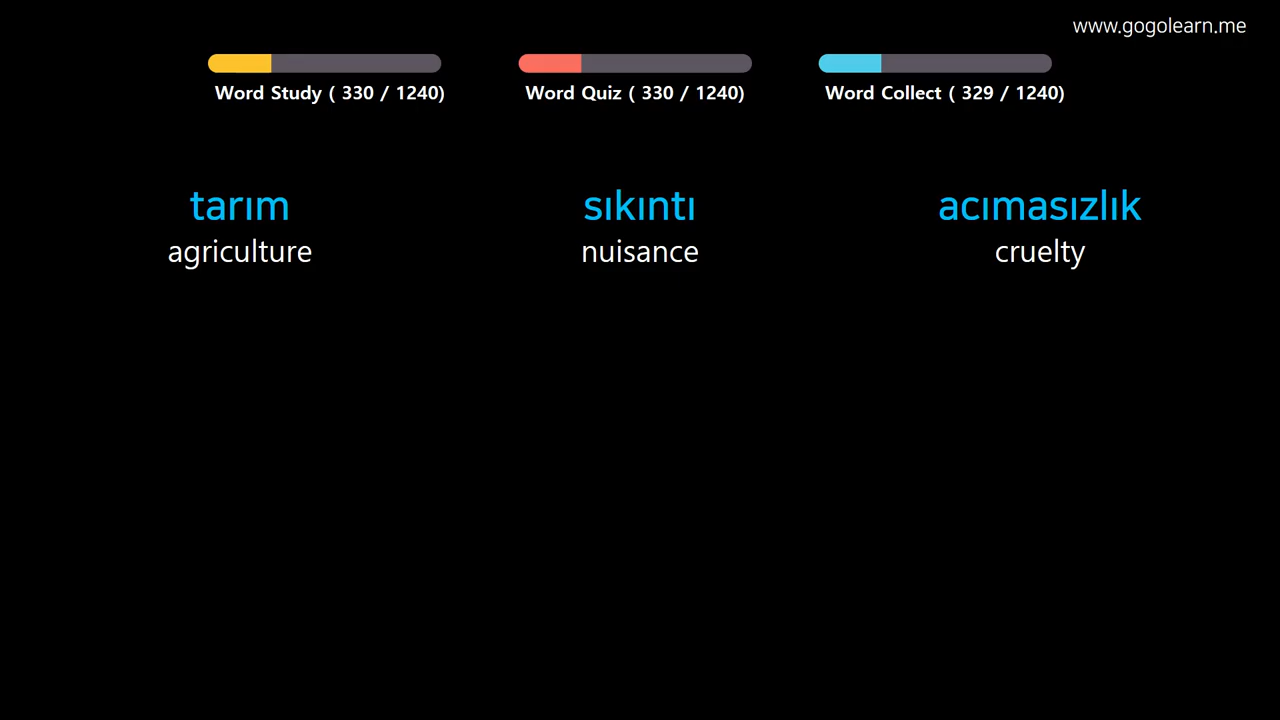 www.gogolearn.me
Word Study ( 330 / 1240)
Word Quiz ( 330 / 1240)
Word Collect ( 329 / 1240)
tarım
agriculture
sıkıntı
nuisance
acımasızlık
cruelty